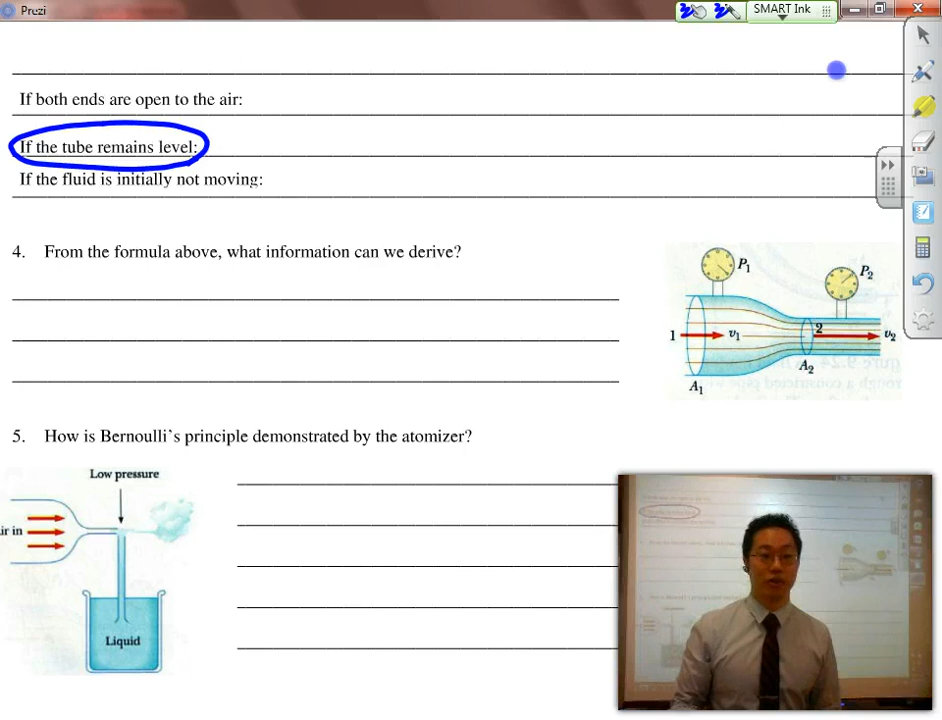 Prezi
SMART Ink
If both ends are open to the air:
If the tube remains level:
If the fluid is initially not moving:
4. From the formula above, what information can we derive?
P1
P2
1
v1
2
v2
A2
A1
5. How is Bernoulli's principle demonstrated by the atomizer?
Low pressure
ir in
Liquid